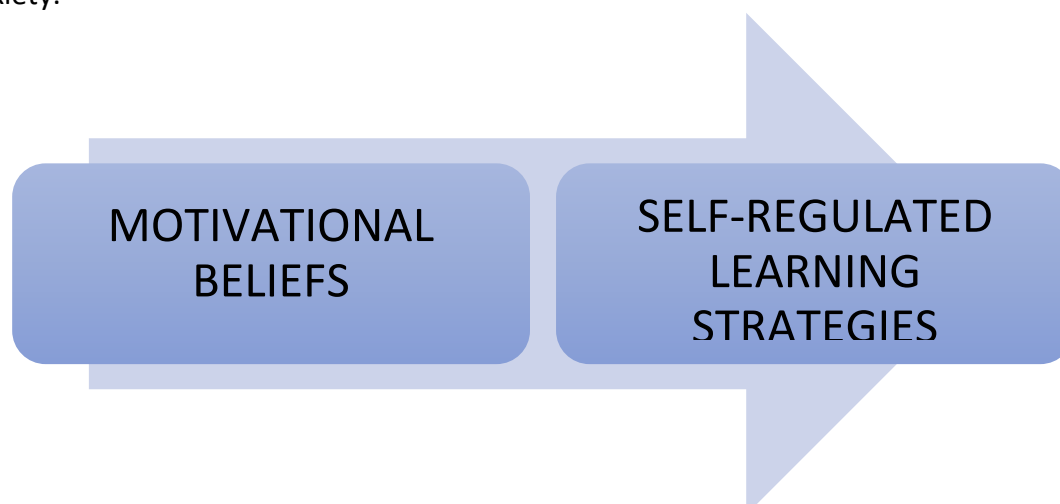 MOTIVATIONAL
BELIEFS
SELF-REGULATED
LEARNING
STRATEGIES